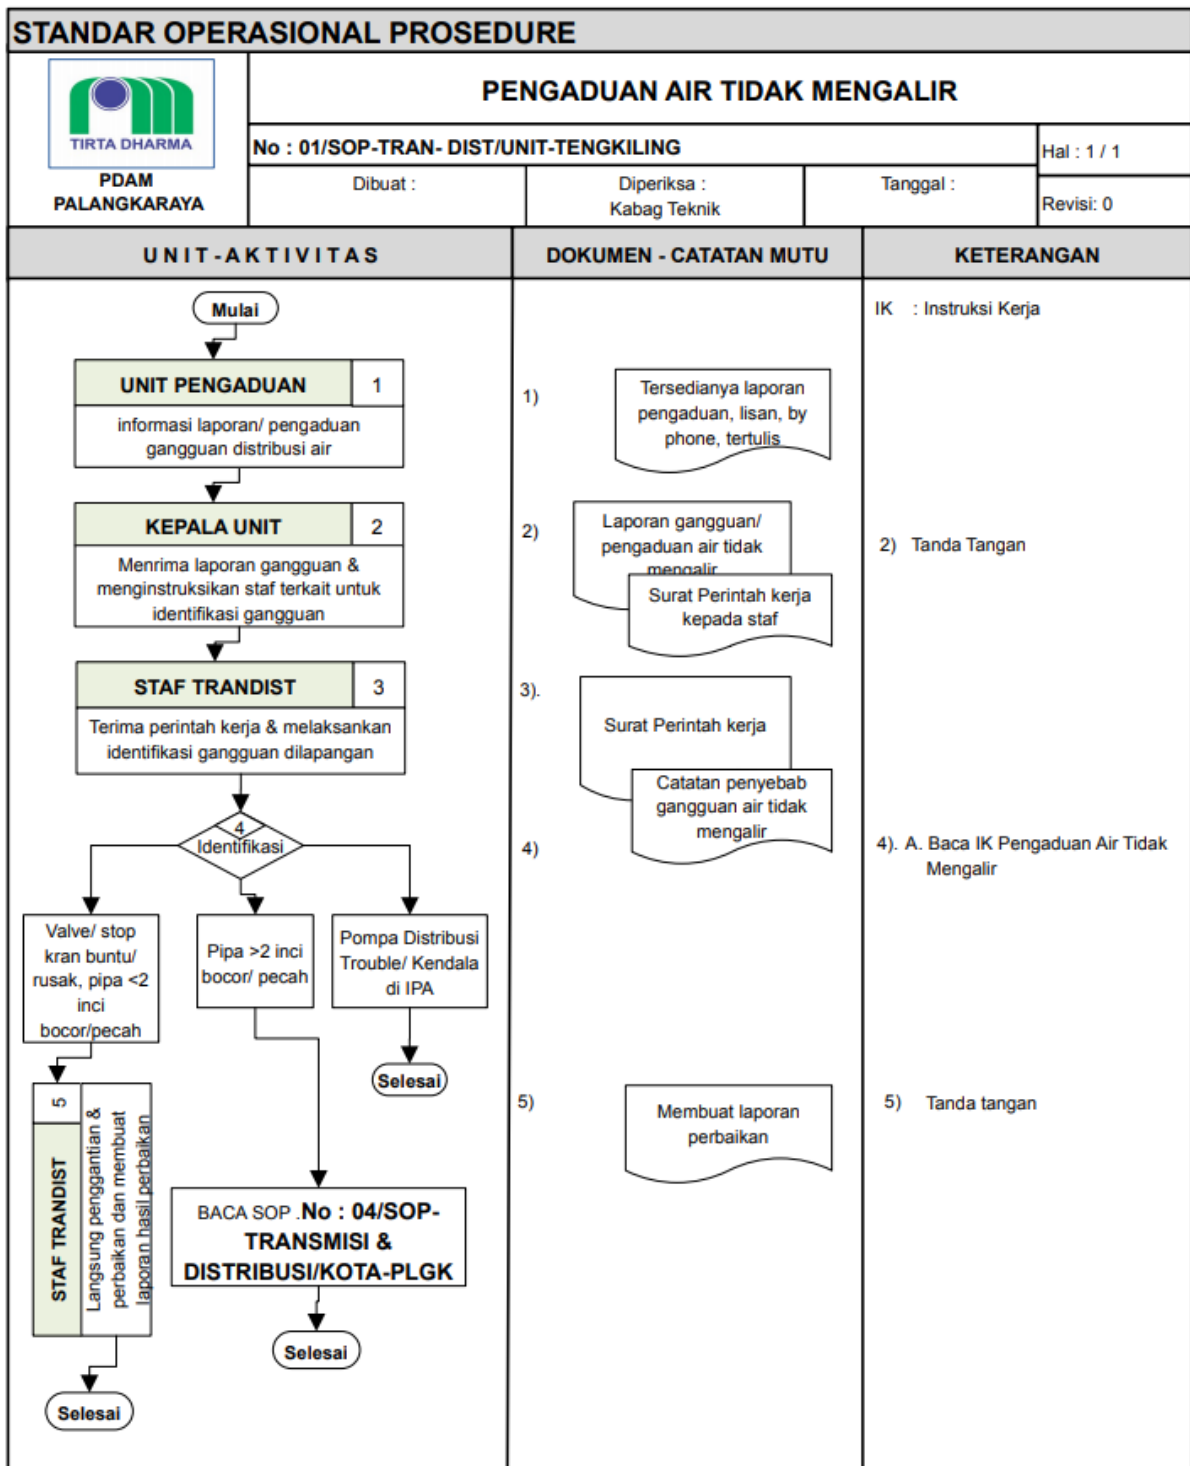 STANDAR OPERASIONAL PROSEDURE
TIRTA DHARMA
PDAM
PALANGKARAYA
PENGADUAN AIR TIDAK MENGALIR
No : 01/SOP-TRAN- DIST/UNIT-TENGKILING
Hal : 1 / 1
Dibuat :
Diperiksa :
Kabag Teknik
Tanggal :
Revisi: 0
U N I T - A K T I V I T A S
DOKUMEN - CATATAN MUTU
KETERANGAN
Mulai
UNIT PENGADUAN
1
informasi laporan/ pengaduan
gangguan distribusi air
KEPALA UNIT
2
Menrima laporan gangguan &
menginstruksikan staf terkait untuk
identifikasi gangguan
STAF TRANDIST
3
Terima perintah kerja & melaksankan
identifikasi gangguan dilapangan
4
Identifikasi
Valve/ stop
kran buntu/
rusak, pipa <2
inci
bocor/pecah
Pipa >2 inci
bocor/ pecah
Pompa Distribusi
Trouble/ Kendala
di IPA
Selesai
5
STAF TRANDIST
Langsung penggantian &
perbaikan dan membuat
laporan hasil perbaikan
BACA SOP .No : 04/SOP-
TRANSMISI &
DISTRIBUSI/KOTA-PLGK
Selesai
Selesai
1)
Tersedianya laporan
pengaduan, lisan, by
phone, tertulis
2)
Laporan gangguan/
pengaduan air tidak
mengalir
Surat Perintah kerja
kepada staf
3).
Surat Perintah kerja
Catatan penyebab
gangguan air tidak
mengalir
4)
5)
Membuat laporan
perbaikan
IK : Instruksi Kerja
2) Tanda Tangan
4). A. Baca IK Pengaduan Air Tidak
Mengalir
5) Tanda tangan